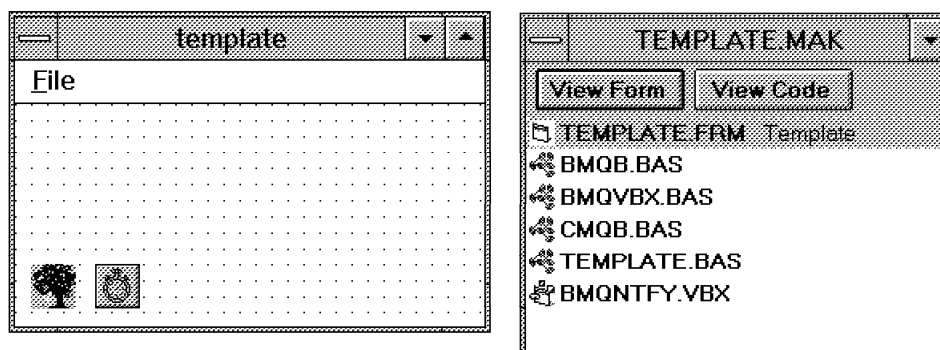 template
File
TEMPLATE.MAK
View Form View Code
TEMPLATE.FRM Template
BMQB.BAS
BMQVBX.BAS
CMQB.BAS
TEMPLATE.BAS
BMQNTFY.VBX